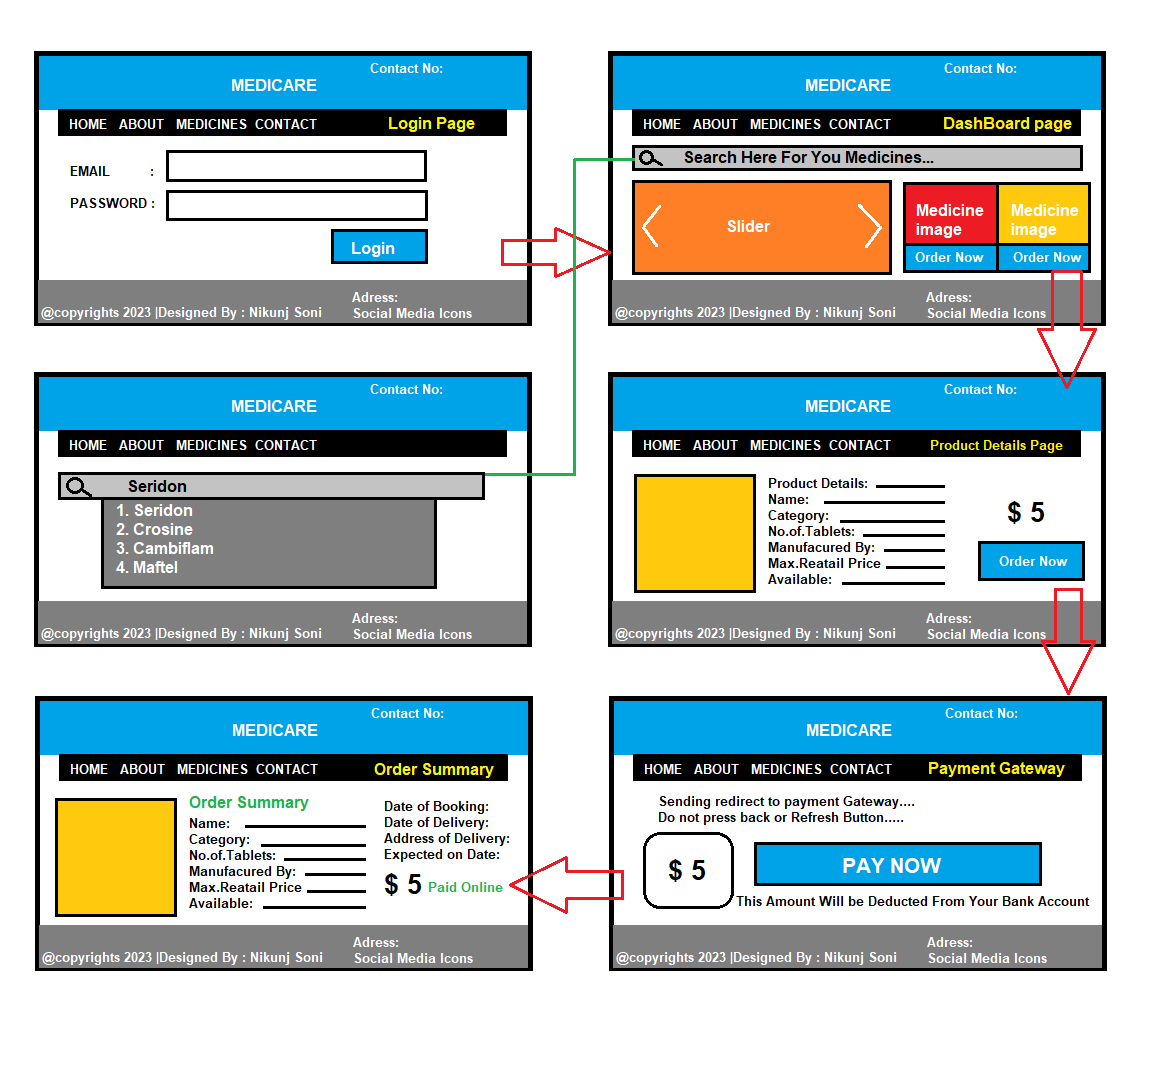 Contact No:
MEDICARE
HOME ABOUT MEDICINES CONTACT Login Page
EMAIL :
PASSWORD :
Login
Adress:
@copyrights 2023 |Designed By : Nikunj Soni Social Media Icons
Contact No:
MEDICARE
HOME ABOUT MEDICINES CONTACT DashBoard page
Search Here For You Medicines...
Slider
Medicine image
Medicine image
Order Now Order Now
Adress:
@copyrights 2023 |Designed By : Nikunj Soni Social Media Icons
Contact No:
MEDICARE
HOME ABOUT MEDICINES CONTACT
Seridon
1. Seridon
2. Crosine
3. Cambiflam
4. Maftel
Adress:
@copyrights 2023 |Designed By : Nikunj Soni Social Media Icons
Contact No:
MEDICARE
HOME ABOUT MEDICINES CONTACT Product Details Page
Product Details:
Name:
Category:
No.of.Tablets:
Manufacured By:
Max.Reatail Price
Available:
$ 5
Order Now
Adress:
@copyrights 2023 |Designed By : Nikunj Soni Social Media Icons
Contact No:
MEDICARE
HOME ABOUT MEDICINES CONTACT Order Summary
Order Summary
Name:
Category:
No.of.Tablets:
Manufacured By:
Max.Reatail Price
Available:
Date of Booking:
Date of Delivery:
Address of Delivery:
Expected on Date:
$ 5 Paid Online
Adress:
@copyrights 2023 |Designed By : Nikunj Soni Social Media Icons
Contact No:
MEDICARE
HOME ABOUT MEDICINES CONTACT Payment Gateway
Sending redirect to payment Gateway....
Do not press back or Refresh Button.....
$ 5
PAY NOW
This Amount Will be Deducted From Your Bank Account
Adress:
@copyrights 2023 |Designed By : Nikunj Soni Social Media Icons